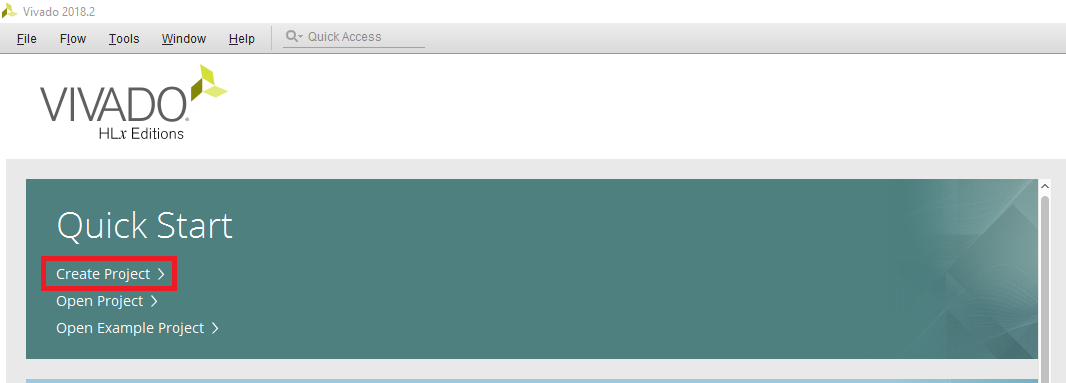 Vivado 2018.2
File Flow Tools Window Help Quick Access
VIVADO.
HLx Editions
Quick Start
Create Project
Open Project
Open Example Project